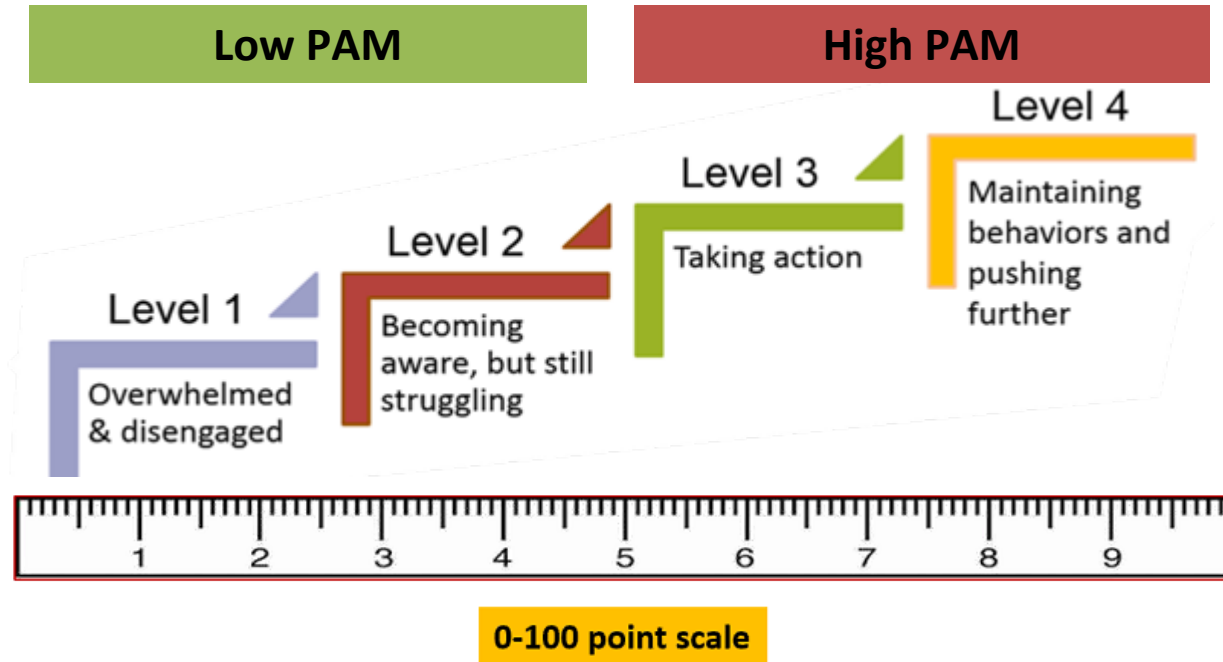 Low PAM
High PAM
Level 4
Maintaining
behaviors and
pushing
further
Level 3
Taking action
Level 2
Becoming
aware, but still
struggling
Level 1
Overwhelmed
& disengaged
1 2 3 4 5 6 7 8 9
0-100 point scale